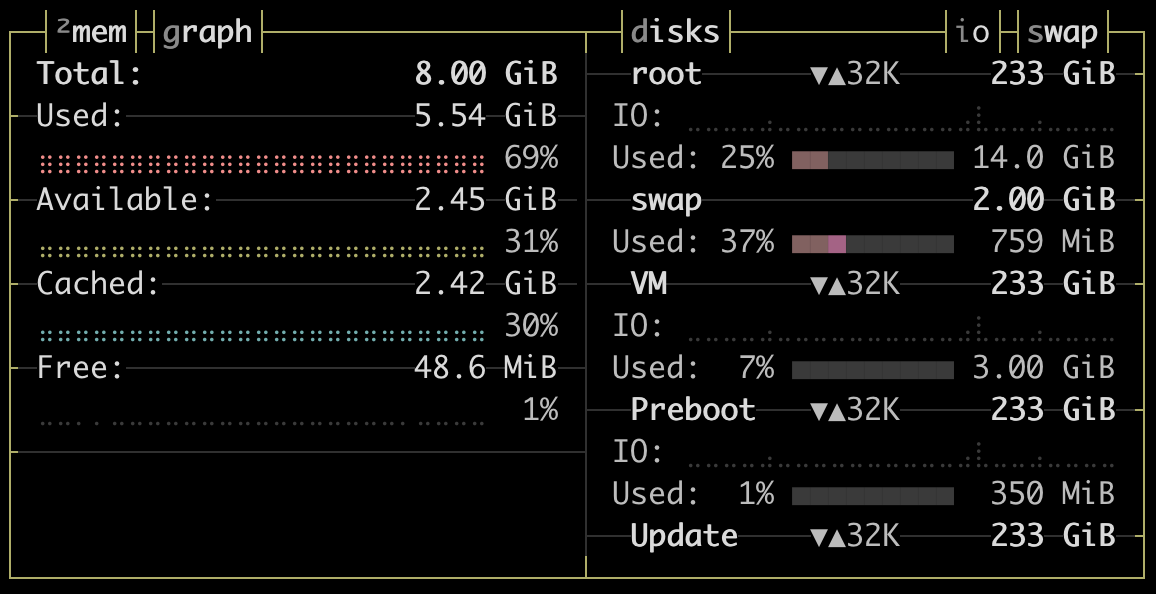 ²mem graph
Total: 8.00 GiB
Used: 5.54 GiB
69%
Available: 2.45 GiB
31%
Cached: 2.42 GiB
30%
Free: 48.6 MiB
1%
disks io swap
root ▼▲32K 233 GiB
IO:
Used: 25% 14.0 GiB
swap 2.00 GiB
Used: 37% 759 MiB
VM ▼▲32K 233 GiB
IO:
Used: 7% 3.00 GiB
Preboot ▼▲32K 233 GiB
IO:
Used: 1% 350 MiB
Update ▼▲32K 233 GiB